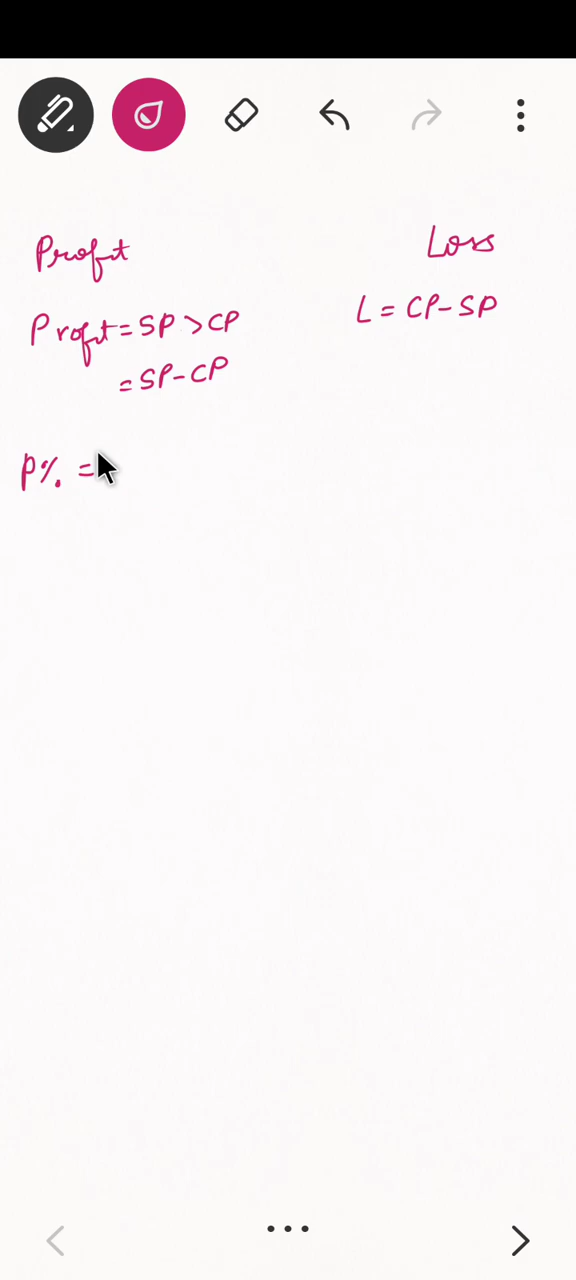 Profit
Loss
Profit = SP > CP
= SP - CP
L = CP - SP
P% =